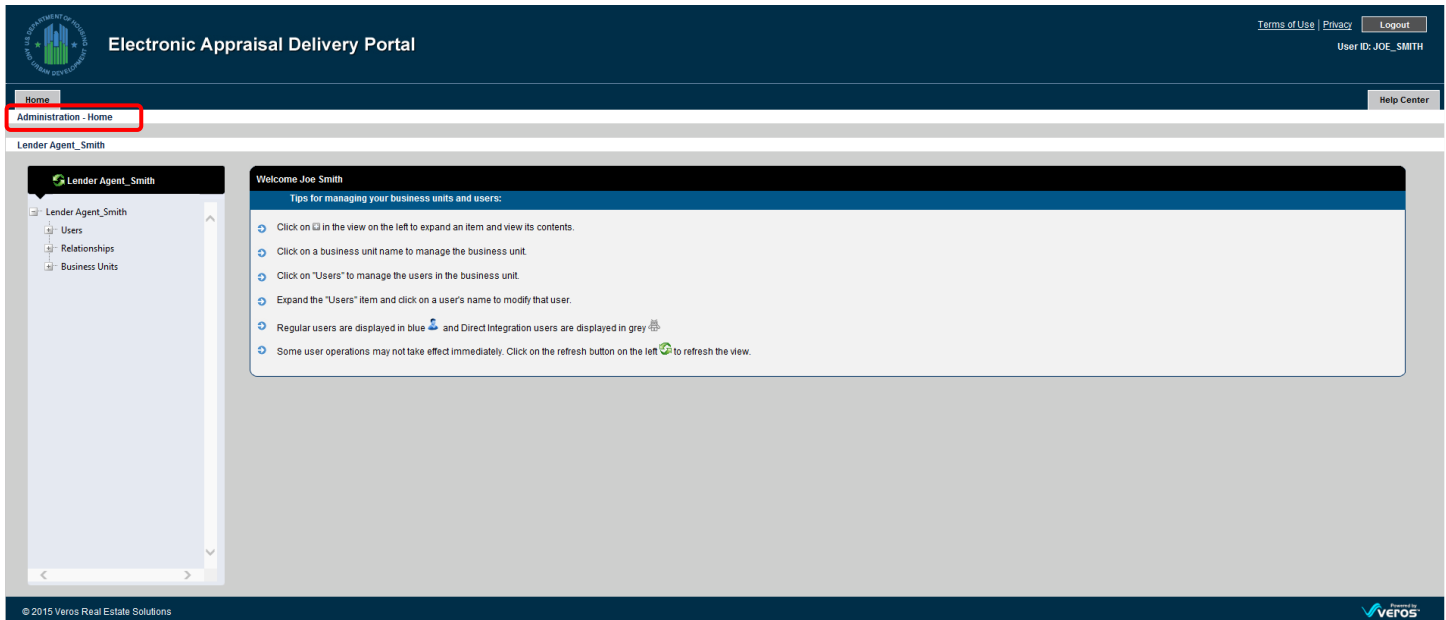 U.S. DEPARTMENT OF HOUSING AND URBAN DEVELOPMENT
Electronic Appraisal Delivery Portal
Terms of Use | Privacy Logout
User ID: JOE_SMITH
Home Help Center
Administration - Home
Lender Agent_Smith
Lender Agent_Smith
Lender Agent_Smith
Users
Relationships
Business Units
Welcome Joe Smith
Tips for managing your business units and users:
Click on in the view on the left to expand an item and view its contents.
Click on a business unit name to manage the business unit.
Click on "Users" to manage the users in the business unit.
Expand the "Users" item and click on a user's name to modify that user.
Regular users are displayed in blue and Direct Integration users are displayed in grey
Some user operations may not take effect immediately. Click on the refresh button on the left to refresh the view.
© 2015 Veros Real Estate Solutions
Powered by
veros